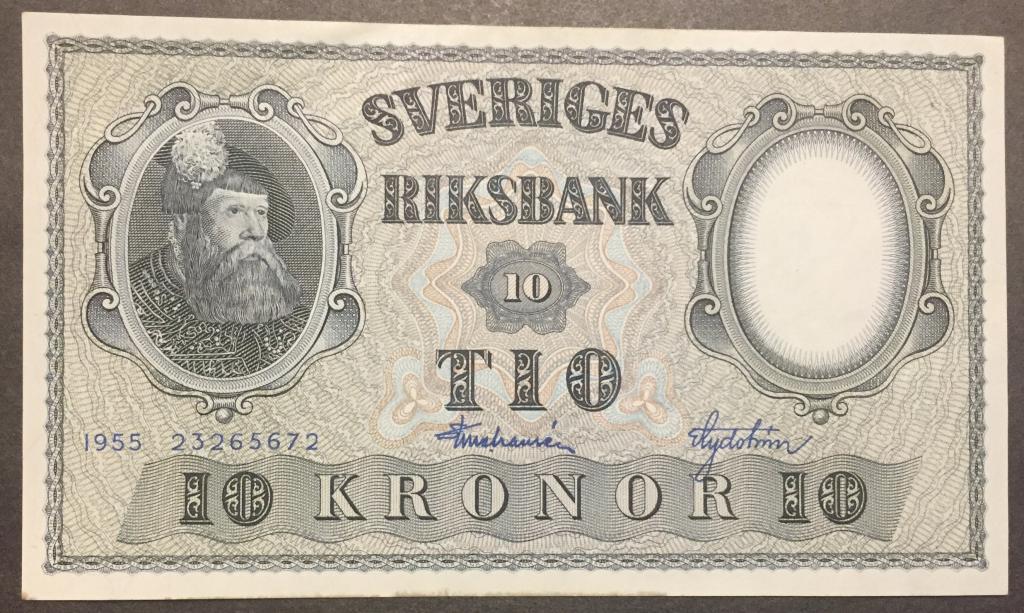 SVERIGES
RIKSBANK
10
TIO
1955 23265672
10 KRONOR 10